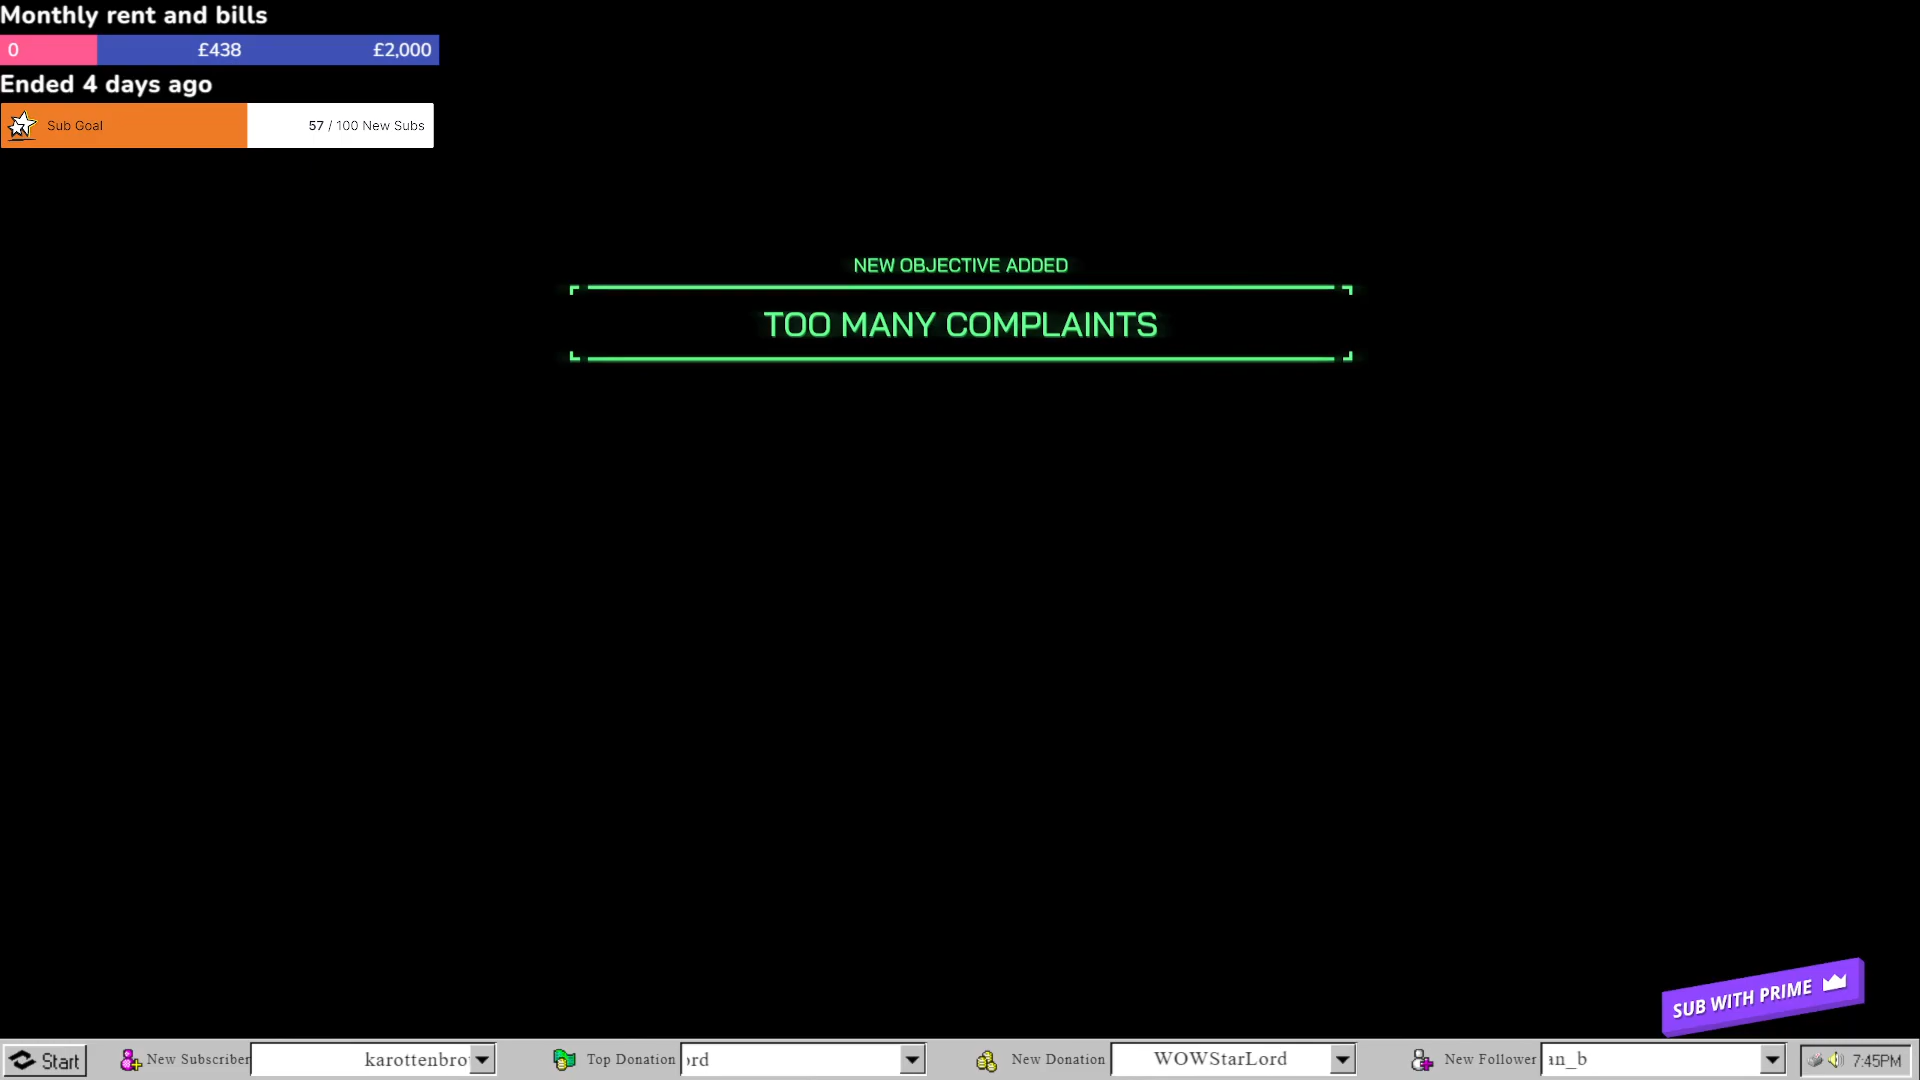 Monthly rent and bills
0 £438 £2,000
Ended 4 days ago
Sub Goal 57 / 100 New Subs
NEW OBJECTIVE ADDED
TOO MANY COMPLAINTS
SUB WITH PRIME
Start New Subscriber karottenbro Top Donation rd New Donation WOWStarLord New Follower an_b 7:45PM